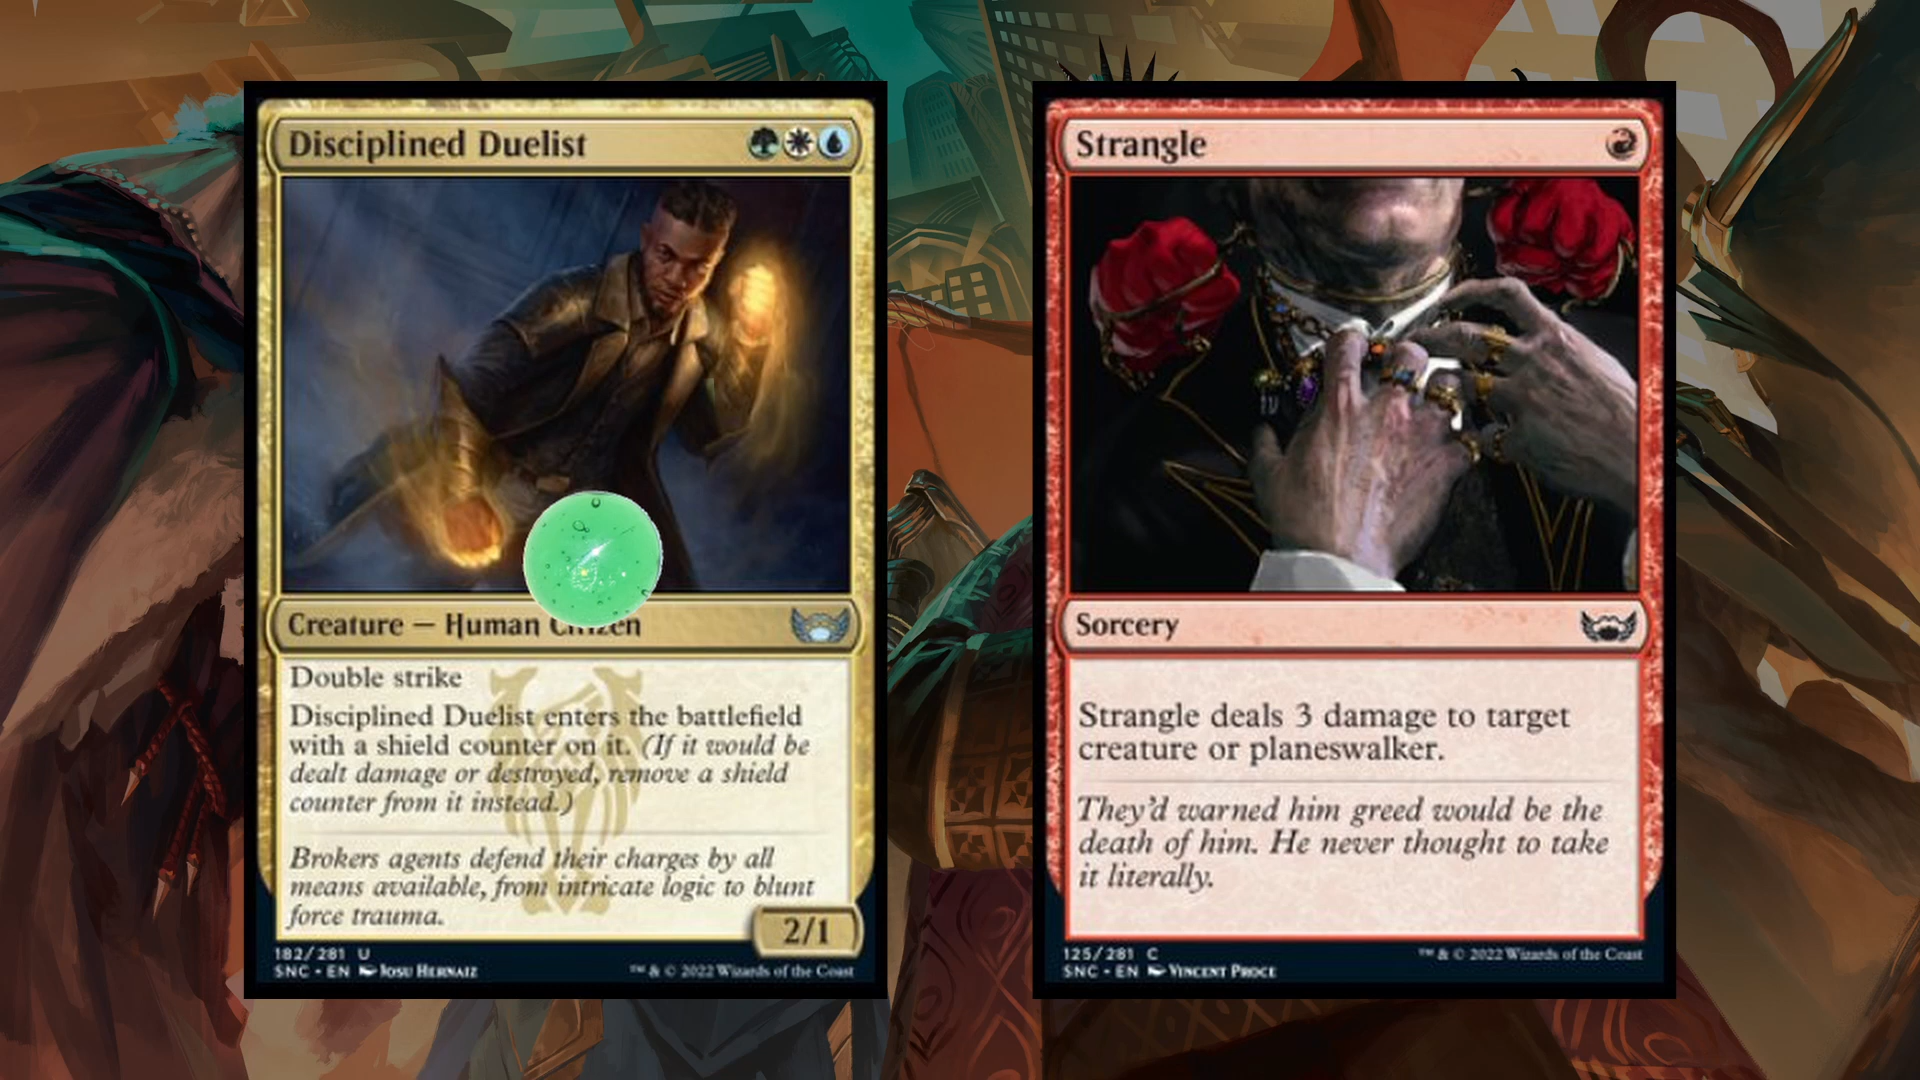 Disciplined Duelist
Creature — Human Citizen
Double strike
Disciplined Duelist enters the battlefield
with a shield counter on it. (If it would be
dealt damage or destroyed, remove a shield
counter from it instead.)
Brokers agents defend their charges by all
means available, from intricate logic to blunt
force trauma.
2/1
182/281 U
SNC • EN Josu Hernaiz
™ & © 2022 Wizards of the Coast
Strangle
Sorcery
Strangle deals 3 damage to target
creature or planeswalker.
They'd warned him greed would be the
death of him. He never thought to take
it literally.
125/281 C
SNC • EN Vincent Proce
™ & © 2022 Wizards of the Coast